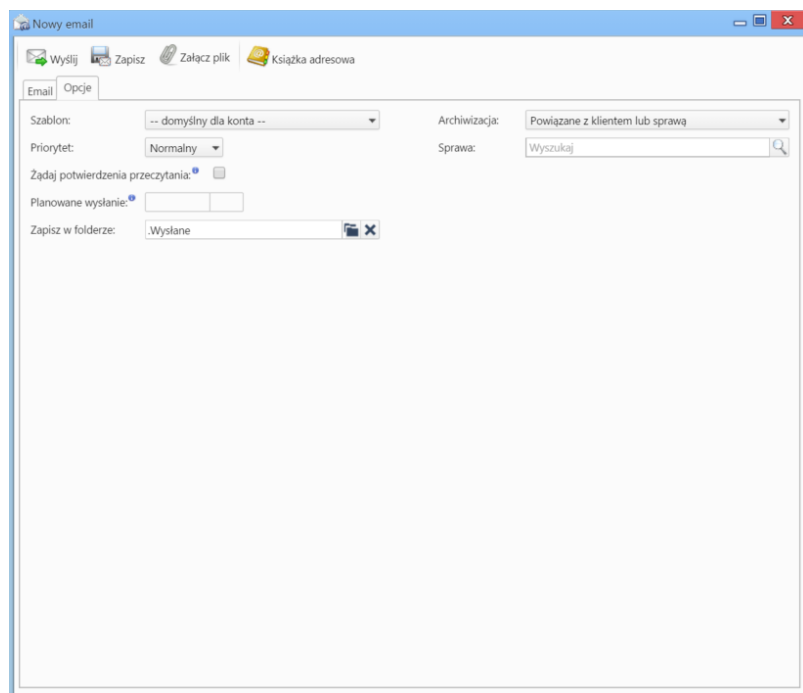 Nowy email
Wyślij Zapisz Załącz plik Książka adresowa
Email Opcje
Szablon: -- domyślny dla konta -- Archiwizacja: Powiązane z klientem lub sprawą
Priorytet: Normalny Sprawa: Wyszukaj
Żądaj potwierdzenia przeczytania:
Planowane wysłanie:
Zapisz w folderze: .Wysłane